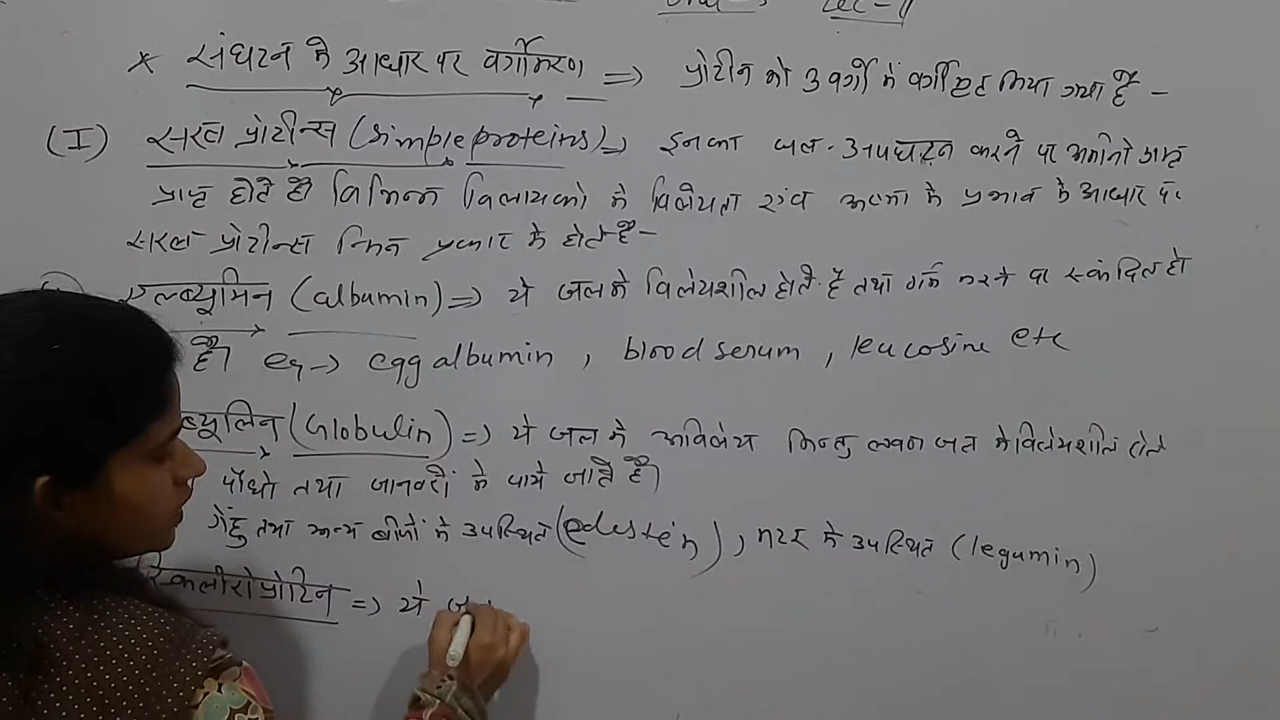 Lec-11
* संघटन के आधार पर वर्गीकरण => प्रोटीन को 3 वर्गों में वर्गीकृत किया गया है -
(I) सरल प्रोटीन्स (simple proteins) => इनका जल-अपघटन करने पर अमीनो अम्ल
प्राप्त होते हैं। विभिन्न विलायकों में विलेयता एवं ऊष्मा के प्रभाव के आधार पर
सरल प्रोटीन्स निम्न प्रकार के होते हैं -
एल्ब्यूमिन (albumin) => ये जल में विलेयशील होते हैं तथा गर्म करने पर स्कंदित हो
हैं। eg -> egg albumin, blood serum, leucosine etc
ब्यूलिन (Globulin) => ये जल में अविलेय किन्तु लवण जल में विलेयशील होते
पौधों तथा जानवरों में पाये जाते हैं।
गेंहु तथा अन्य बीजों में उपस्थित (edestein), मटर में उपस्थित (legumin)
स्क्लीरोप्रोटिन => ये ज